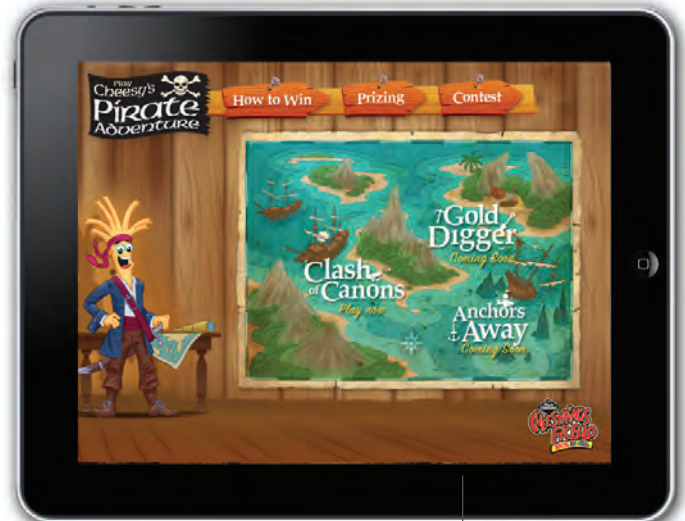 Play
Cheesy's
Pirate
Adventure
How to Win
Prizing
Contest
Gold
Digger
Coming Soon
Clash
of Canons
Play now
Anchors
Away
Coming Soon